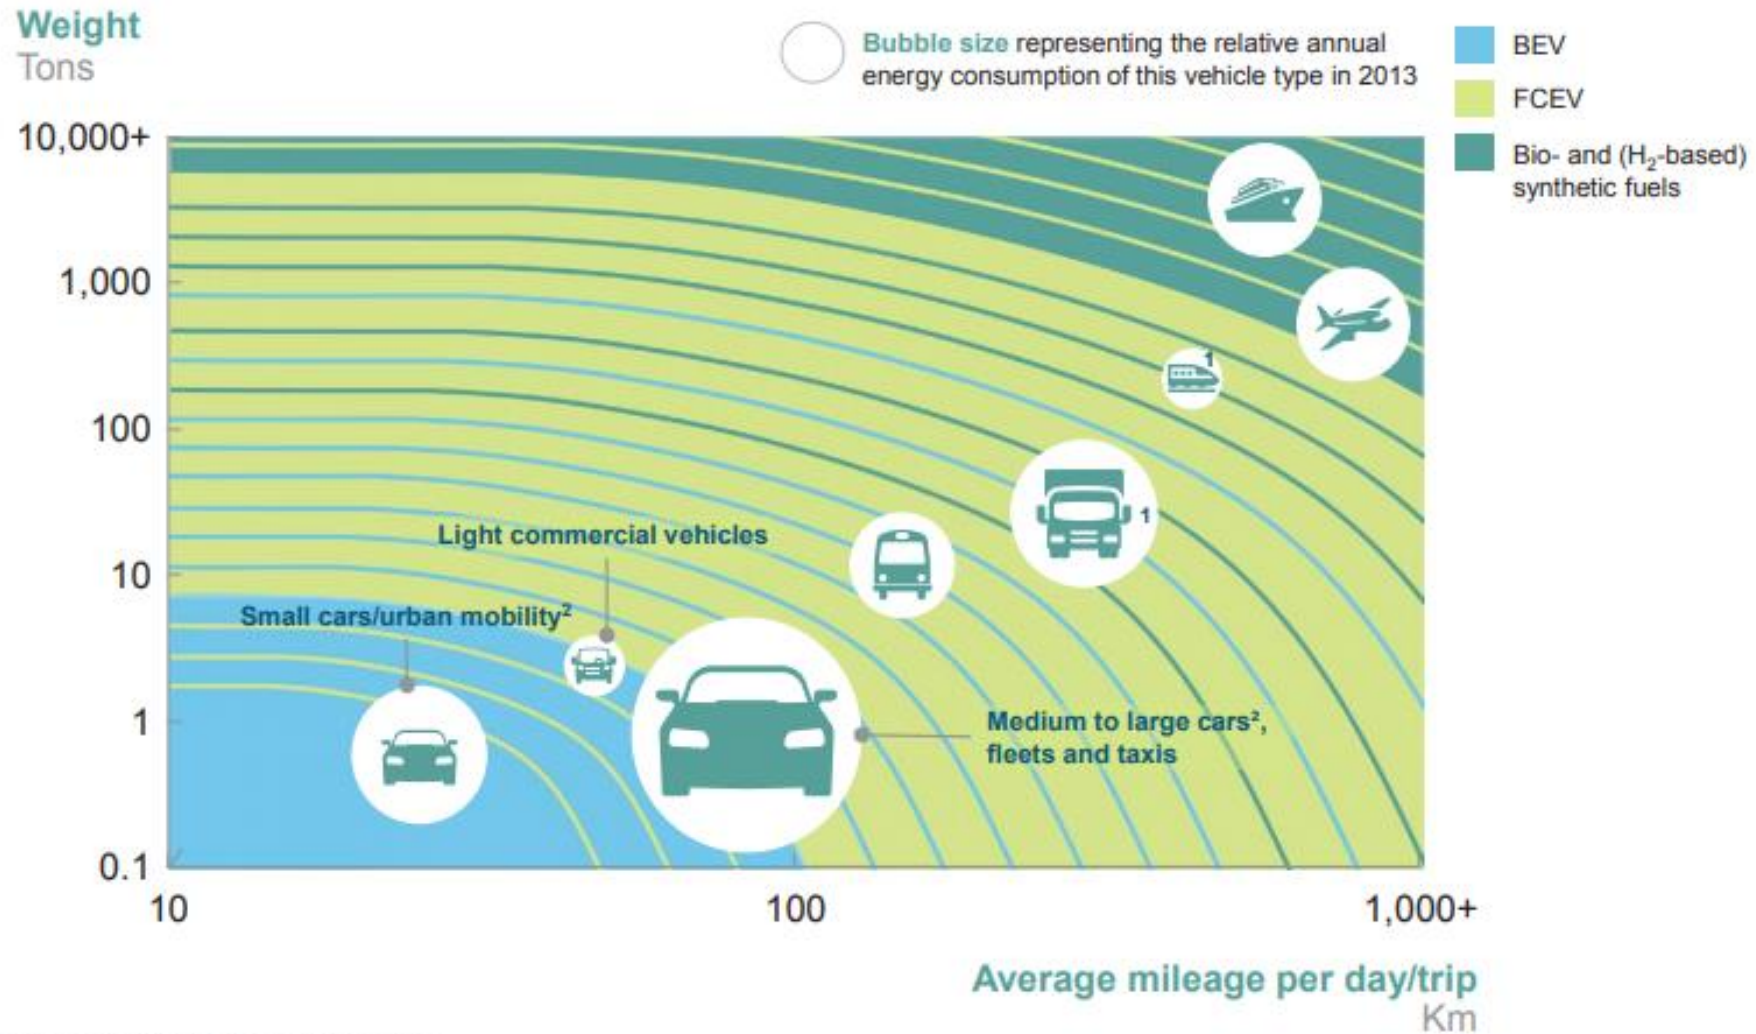 Weight
Tons
Bubble size representing the relative annual
energy consumption of this vehicle type in 2013
BEV
FCEV
Bio- and (H₂-based)
synthetic fuels
10,000+
1,000
100
10
1
0.1
1
1
Light commercial vehicles
Small cars/urban mobility²
Medium to large cars²,
fleets and taxis
10
100
1,000+
Average mileage per day/trip
Km